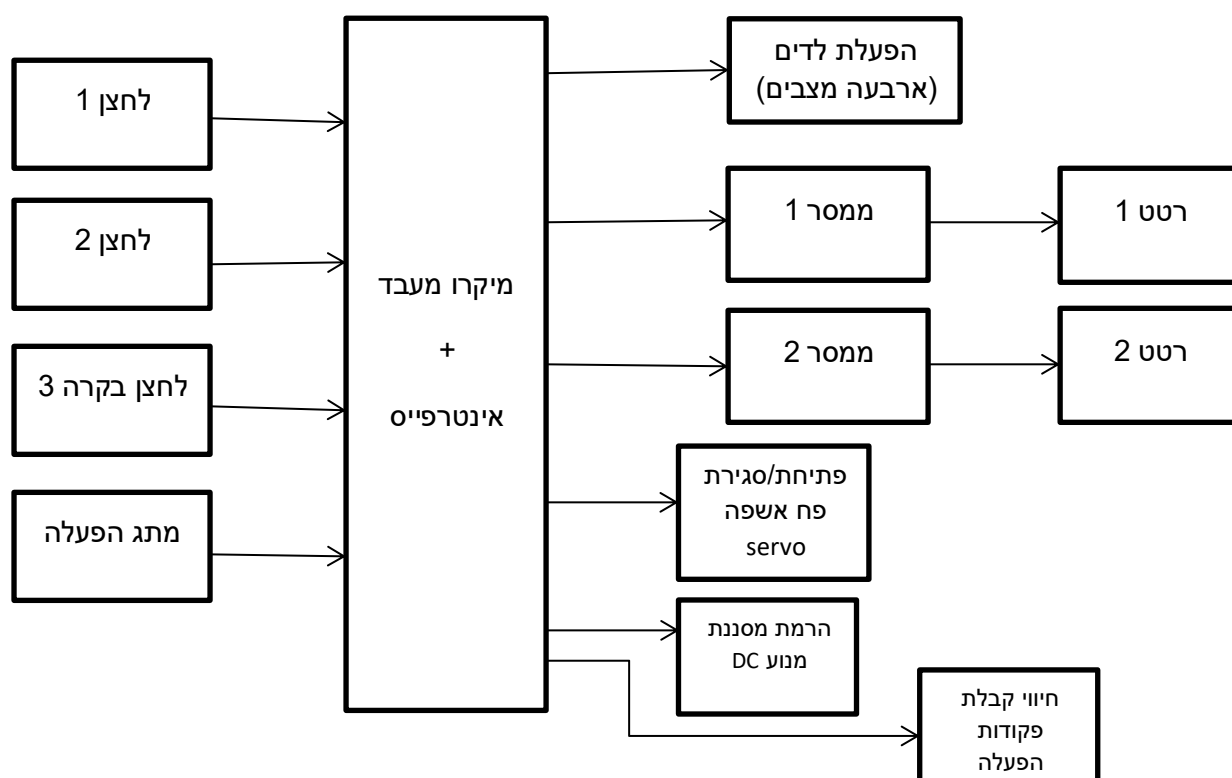 לחצן 1
לחצן 2
לחצן בקרה 3
מתג הפעלה
מיקרו מעבד
+
אינטרפייס
הפעלת לדים
(ארבעה מצבים)
ממסר 1
רטט 1
ממסר 2
רטט 2
פתיחת/סגירת
פח אשפה
servo
הרמת מסננת
מנוע DC
חיווי קבלת
פקודות
הפעלה